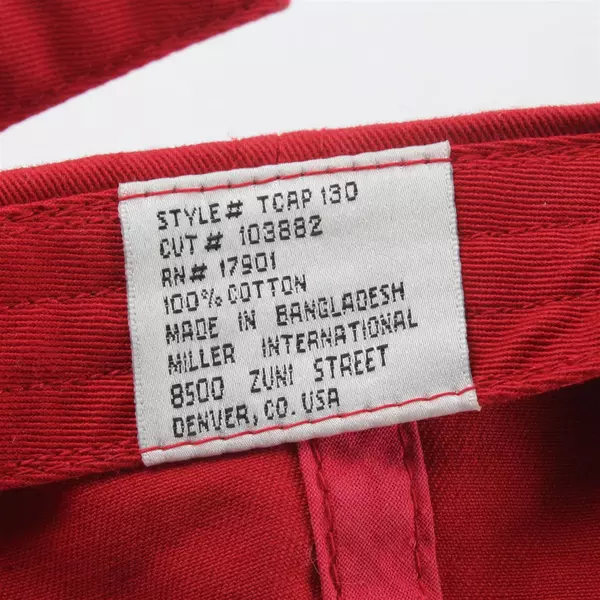 STYLE# TCAP 130
CUT# 103882
RN# 17901
100% COTTON
MADE IN BANGLADESH
MILLER INTERNATIONAL
8500 ZUNI STREET
DENVER, CO. USA